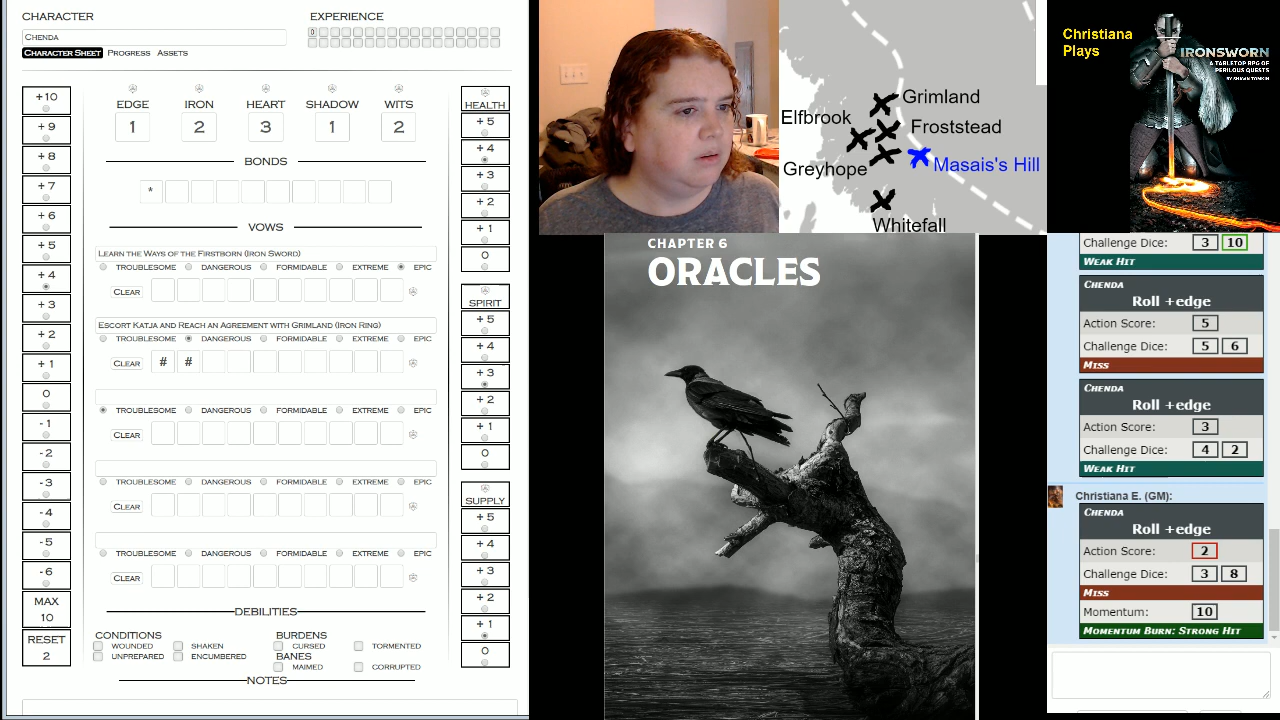 CHARACTER
Chenda
Character Sheet Progress Assets
EXPERIENCE
0
+10
+9
+8
+7
+6
+5
+4
+3
+2
+1
0
-1
-2
-3
-4
-5
-6
MAX
10
RESET
2
EDGE IRON HEART SHADOW WITS
1 2 3 1 2
BONDS
*
VOWS
Learn the Ways of the Firstborn (Iron Sword)
TROUBLESOME DANGEROUS FORMIDABLE EXTREME EPIC
CLEAR
Escort Katja and Reach an Agreement with Grimland (Iron Ring)
TROUBLESOME DANGEROUS FORMIDABLE EXTREME EPIC
CLEAR # #
TROUBLESOME DANGEROUS FORMIDABLE EXTREME EPIC
CLEAR
TROUBLESOME DANGEROUS FORMIDABLE EXTREME EPIC
CLEAR
TROUBLESOME DANGEROUS FORMIDABLE EXTREME EPIC
CLEAR
DEBILITIES
CONDITIONS
WOUNDED SHAKEN
UNPREPARED ENCUMBERED
BURDENS
CURSED TORMENTED
BANES
MAIMED CORRUPTED
NOTES
HEALTH
+5
+4
+3
+2
+1
0
SPIRIT
+5
+4
+3
+2
+1
0
SUPPLY
+5
+4
+3
+2
+1
0
Grimland
Elfbrook
Froststead
Greyhope
Masais's Hill
Whitefall
Christiana
Plays
IRONSWORN
A TABLETOP RPG OF
PERILOUS QUESTS
BY SHAWN TOMKIN
CHAPTER 6
ORACLES
Challenge Dice: 3 10
Weak Hit
Chenda
Roll +edge
Action Score: 5
Challenge Dice: 5 6
Miss
Chenda
Roll +edge
Action Score: 3
Challenge Dice: 4 2
Weak Hit
Christiana E. (GM):
Chenda
Roll +edge
Action Score: 2
Challenge Dice: 3 8
Miss
Momentum: 10
Momentum Burn: Strong Hit